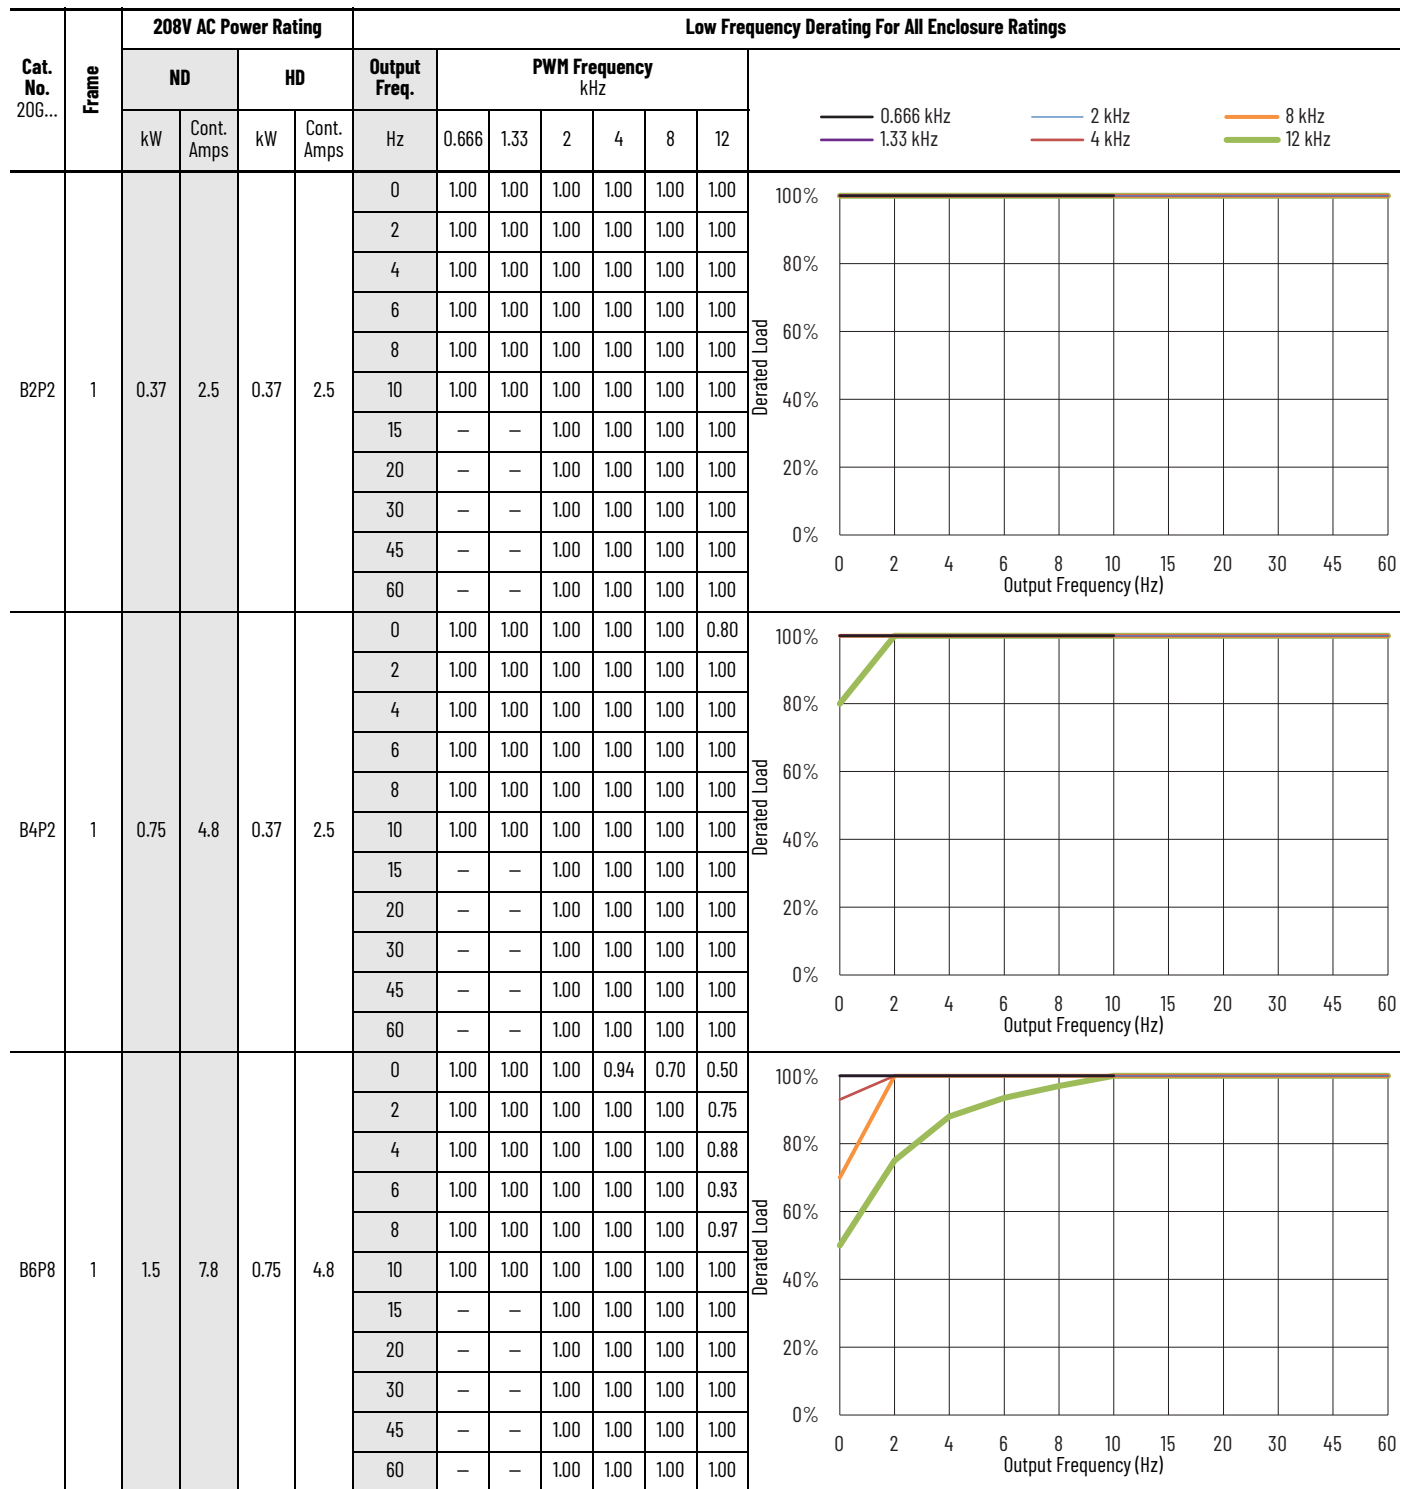 208V AC Power Rating Low Frequency Derating For All Enclosure Ratings
Cat. No. 20G... Frame ND HD Output Freq. PWM Frequency kHz
kW Cont. Amps kW Cont. Amps Hz 0.666 1.33 2 4 8 12
0.666 kHz 2 kHz 8 kHz
1.33 kHz 4 kHz 12 kHz
B2P2 1 0.37 2.5 0.37 2.5
0 1.00 1.00 1.00 1.00 1.00 1.00
2 1.00 1.00 1.00 1.00 1.00 1.00
4 1.00 1.00 1.00 1.00 1.00 1.00
6 1.00 1.00 1.00 1.00 1.00 1.00
8 1.00 1.00 1.00 1.00 1.00 1.00
10 1.00 1.00 1.00 1.00 1.00 1.00
15 – – 1.00 1.00 1.00 1.00
20 – – 1.00 1.00 1.00 1.00
30 – – 1.00 1.00 1.00 1.00
45 – – 1.00 1.00 1.00 1.00
60 – – 1.00 1.00 1.00 1.00
Derated Load
100%
80%
60%
40%
20%
0%
0 2 4 6 8 10 15 20 30 45 60
Output Frequency (Hz)
B4P2 1 0.75 4.8 0.37 2.5
0 1.00 1.00 1.00 1.00 1.00 0.80
2 1.00 1.00 1.00 1.00 1.00 1.00
4 1.00 1.00 1.00 1.00 1.00 1.00
6 1.00 1.00 1.00 1.00 1.00 1.00
8 1.00 1.00 1.00 1.00 1.00 1.00
10 1.00 1.00 1.00 1.00 1.00 1.00
15 – – 1.00 1.00 1.00 1.00
20 – – 1.00 1.00 1.00 1.00
30 – – 1.00 1.00 1.00 1.00
45 – – 1.00 1.00 1.00 1.00
60 – – 1.00 1.00 1.00 1.00
Derated Load
100%
80%
60%
40%
20%
0%
0 2 4 6 8 10 15 20 30 45 60
Output Frequency (Hz)
B6P8 1 1.5 7.8 0.75 4.8
0 1.00 1.00 1.00 0.94 0.70 0.50
2 1.00 1.00 1.00 1.00 1.00 0.75
4 1.00 1.00 1.00 1.00 1.00 0.88
6 1.00 1.00 1.00 1.00 1.00 0.93
8 1.00 1.00 1.00 1.00 1.00 0.97
10 1.00 1.00 1.00 1.00 1.00 1.00
15 – – 1.00 1.00 1.00 1.00
20 – – 1.00 1.00 1.00 1.00
30 – – 1.00 1.00 1.00 1.00
45 – – 1.00 1.00 1.00 1.00
60 – – 1.00 1.00 1.00 1.00
Derated Load
100%
80%
60%
40%
20%
0%
0 2 4 6 8 10 15 20 30 45 60
Output Frequency (Hz)